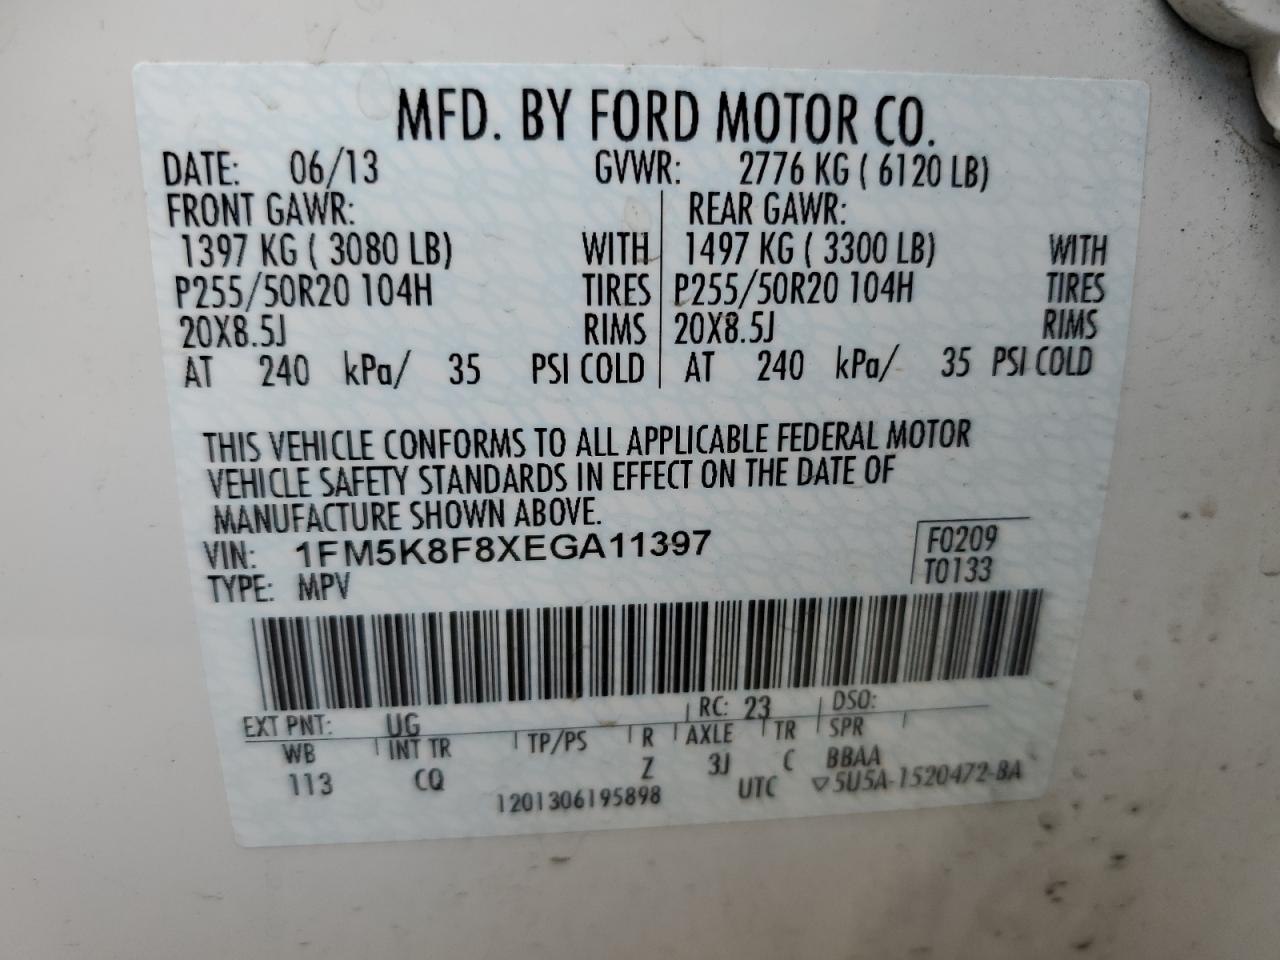 MFD. BY FORD MOTOR CO.
DATE: 06/13 GVWR: 2776 KG ( 6120 LB)
FRONT GAWR: REAR GAWR:
1397 KG ( 3080 LB) WITH 1497 KG ( 3300 LB) WITH
P255/50R20 104H TIRES P255/50R20 104H TIRES
20X8.5J RIMS 20X8.5J RIMS
AT 240 kPa/ 35 PSI COLD AT 240 kPa/ 35 PSI COLD
THIS VEHICLE CONFORMS TO ALL APPLICABLE FEDERAL MOTOR
VEHICLE SAFETY STANDARDS IN EFFECT ON THE DATE OF
MANUFACTURE SHOWN ABOVE.
VIN: 1FM5K8F8XEGA11397 F0209
TYPE: MPV T0133
EXT PNT: UG RC: 23 DSO:
WB INT TR TP/PS R AXLE TR SPR
113 CQ Z 3J C BBAA
1201306195898 UTC ▽5U5A-1520472-BA